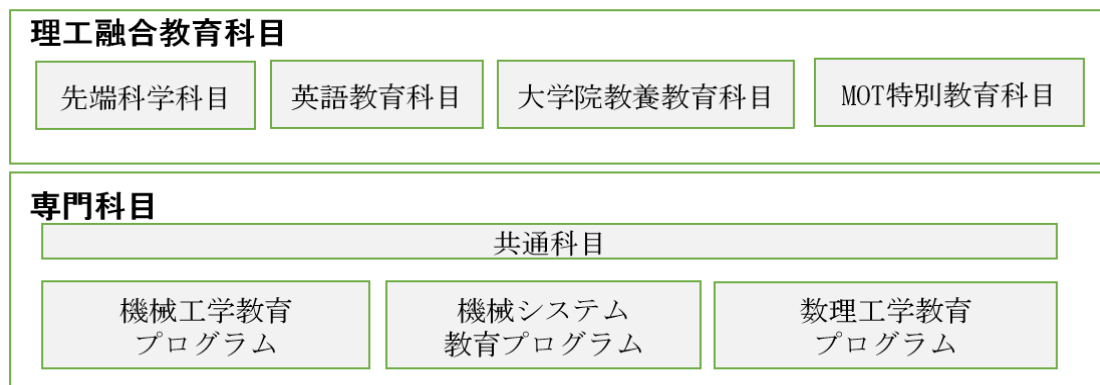 理工融合教育科目
先端科学科目
英語教育科目
大学院教養教育科目
MOT特別教育科目
専門科目
共通科目
機械工学教育
プログラム
機械システム
教育プログラム
数理工学教育
プログラム